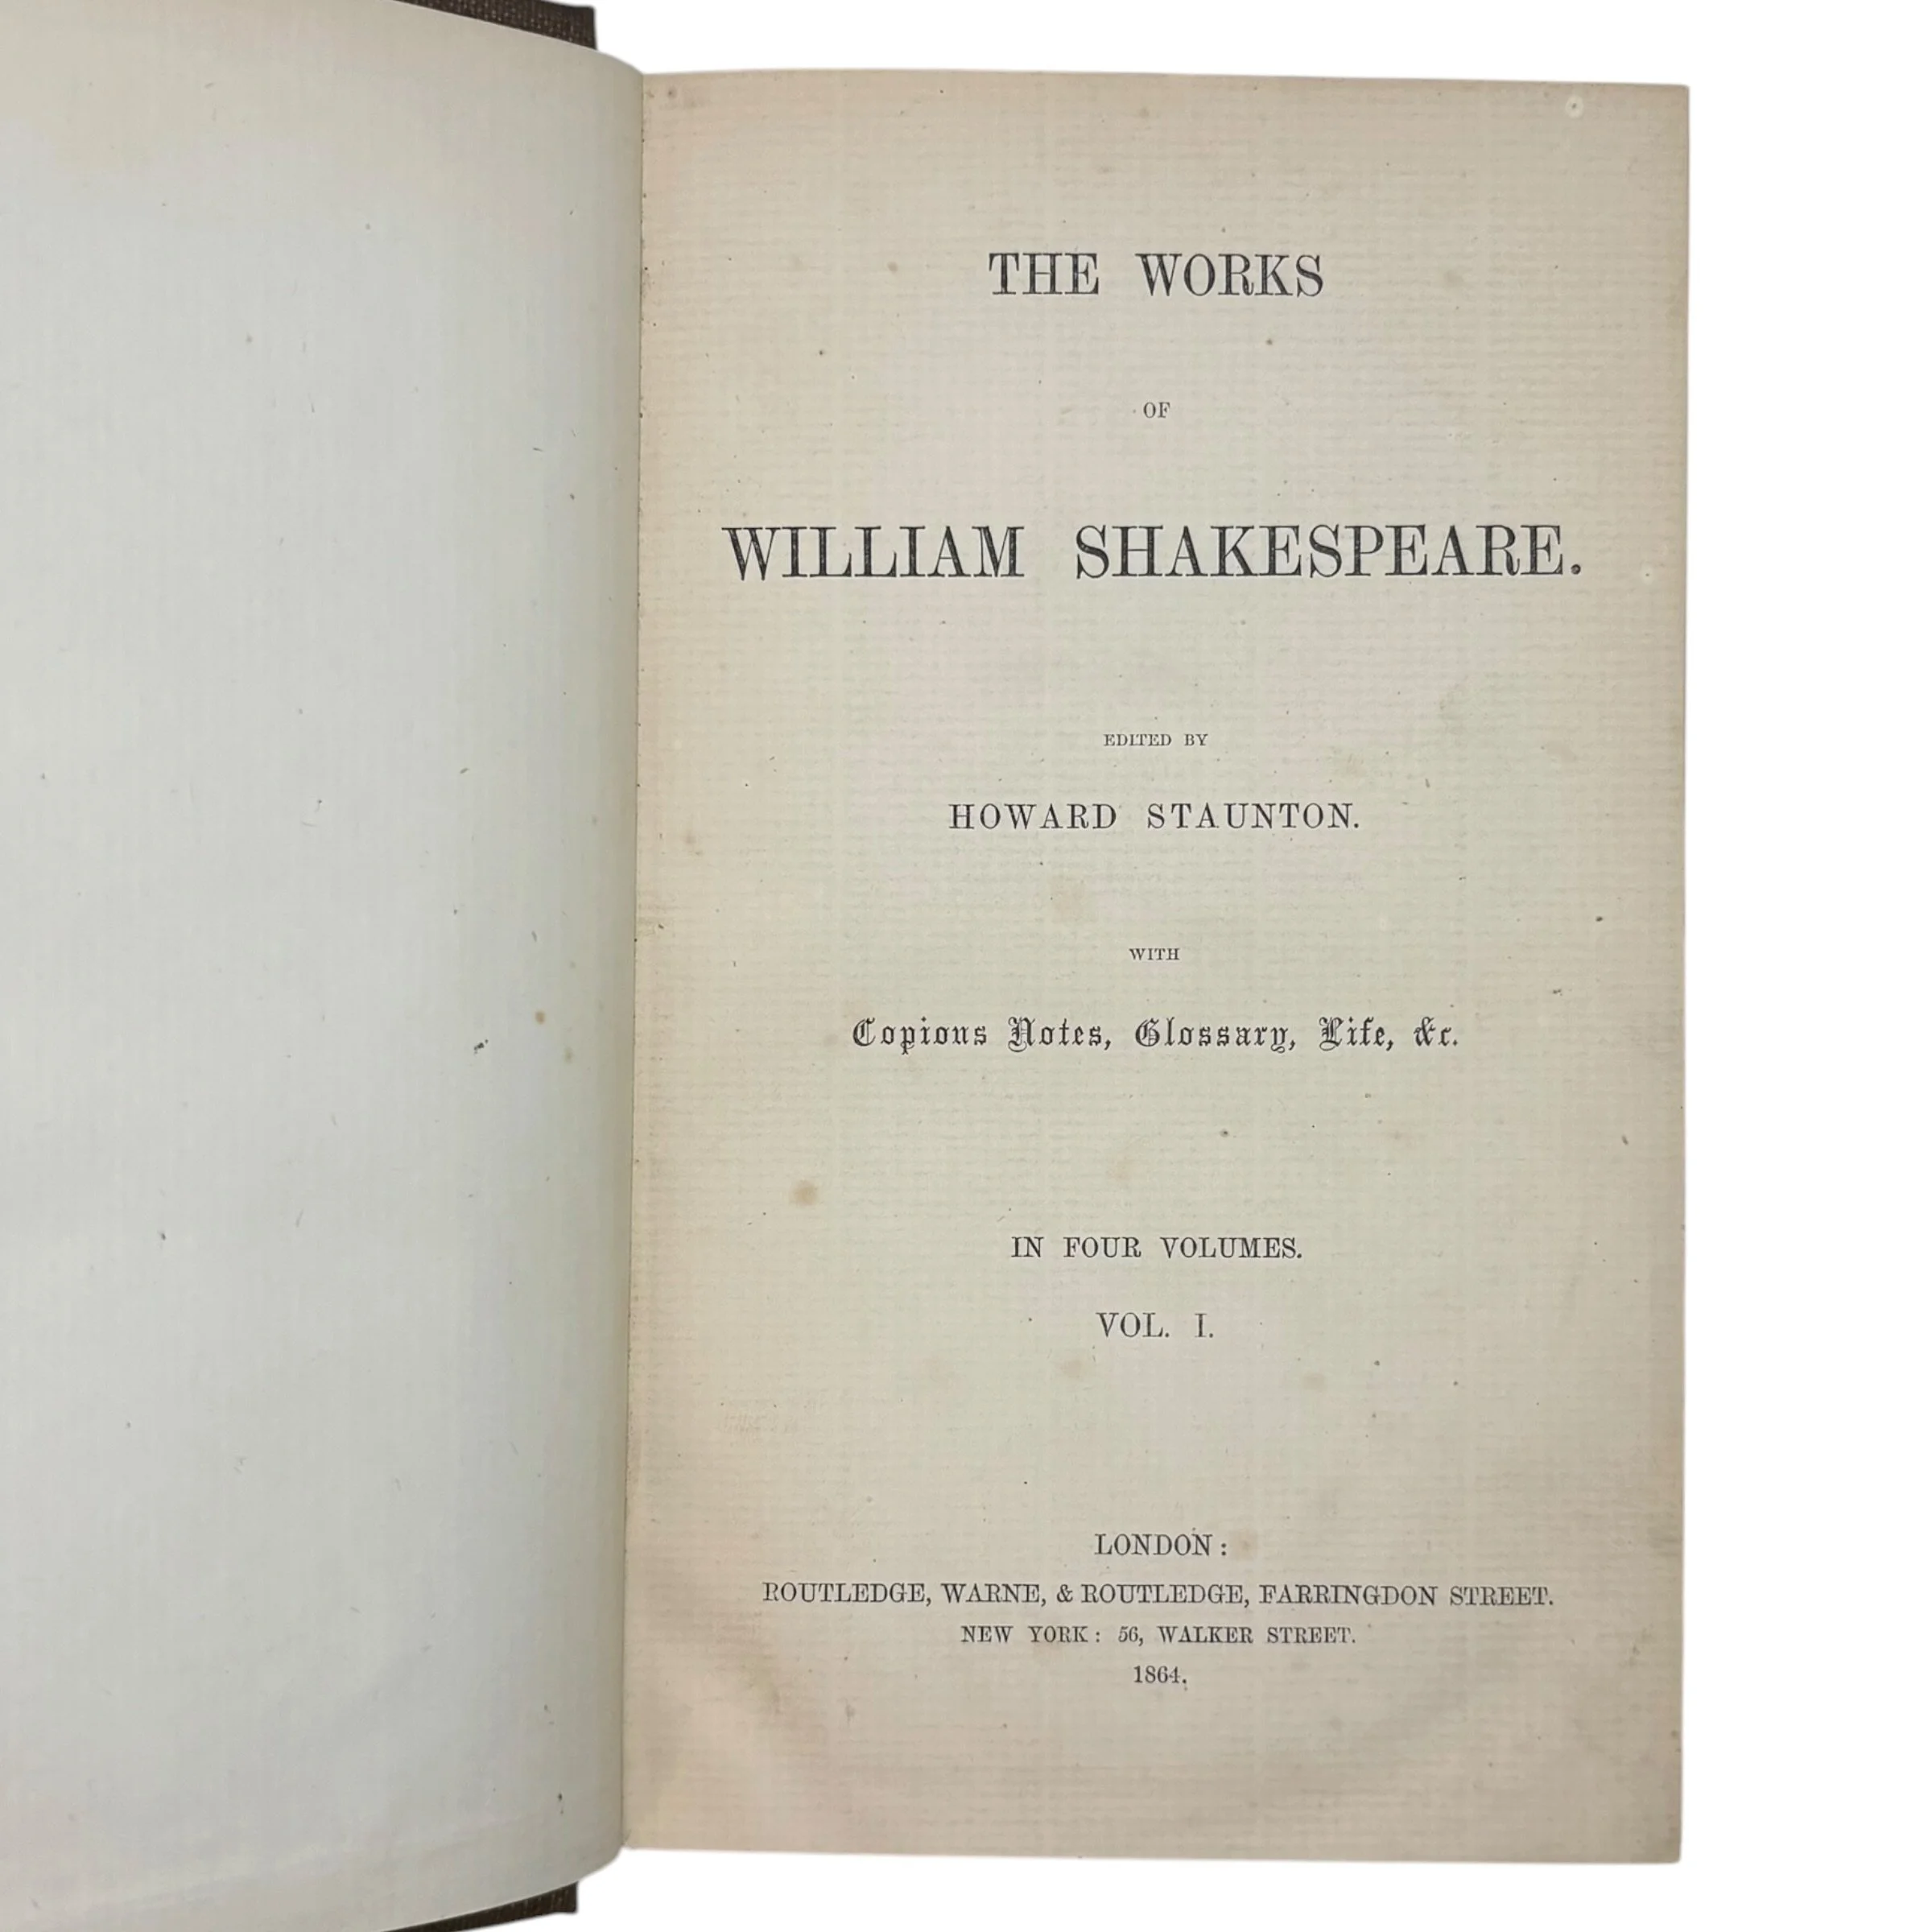 THE WORKS
OF
WILLIAM SHAKESPEARE.
EDITED BY
HOWARD STAUNTON.
WITH
Copious Notes, Glossary, Life, &c.
IN FOUR VOLUMES.
VOL. I.
LONDON:
ROUTLEDGE, WARNE, & ROUTLEDGE, FARRINGDON STREET.
NEW YORK: 56, WALKER STREET.
1864.